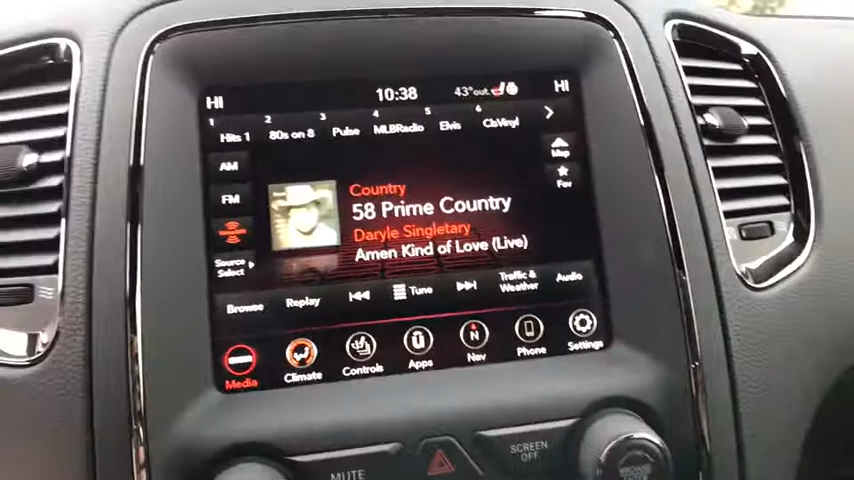 HI 10:38 43°out HI
1 2 3 4 5 6
Hits 1 80s on 8 Pulse MLBRadio Elvis ClsVinyl
AM
FM
Source
Select
Map
Fav
Country
58 Prime Country
Daryle Singletary
Amen Kind of Love (Live)
Browse Replay Tune Traffic &
Weather Audio
Media Climate Controls Apps Nav Phone Settings
N
MUTE
SCREEN
OFF